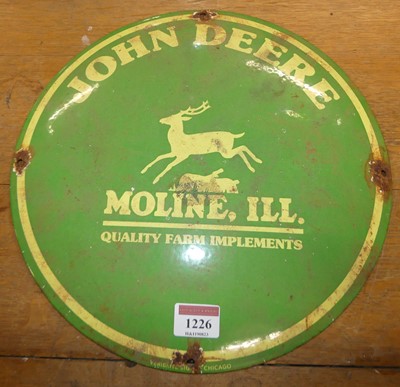 JOHN DEERE
MOLINE, ILL.
QUALITY FARM IMPLEMENTS
1226
CHICAGO